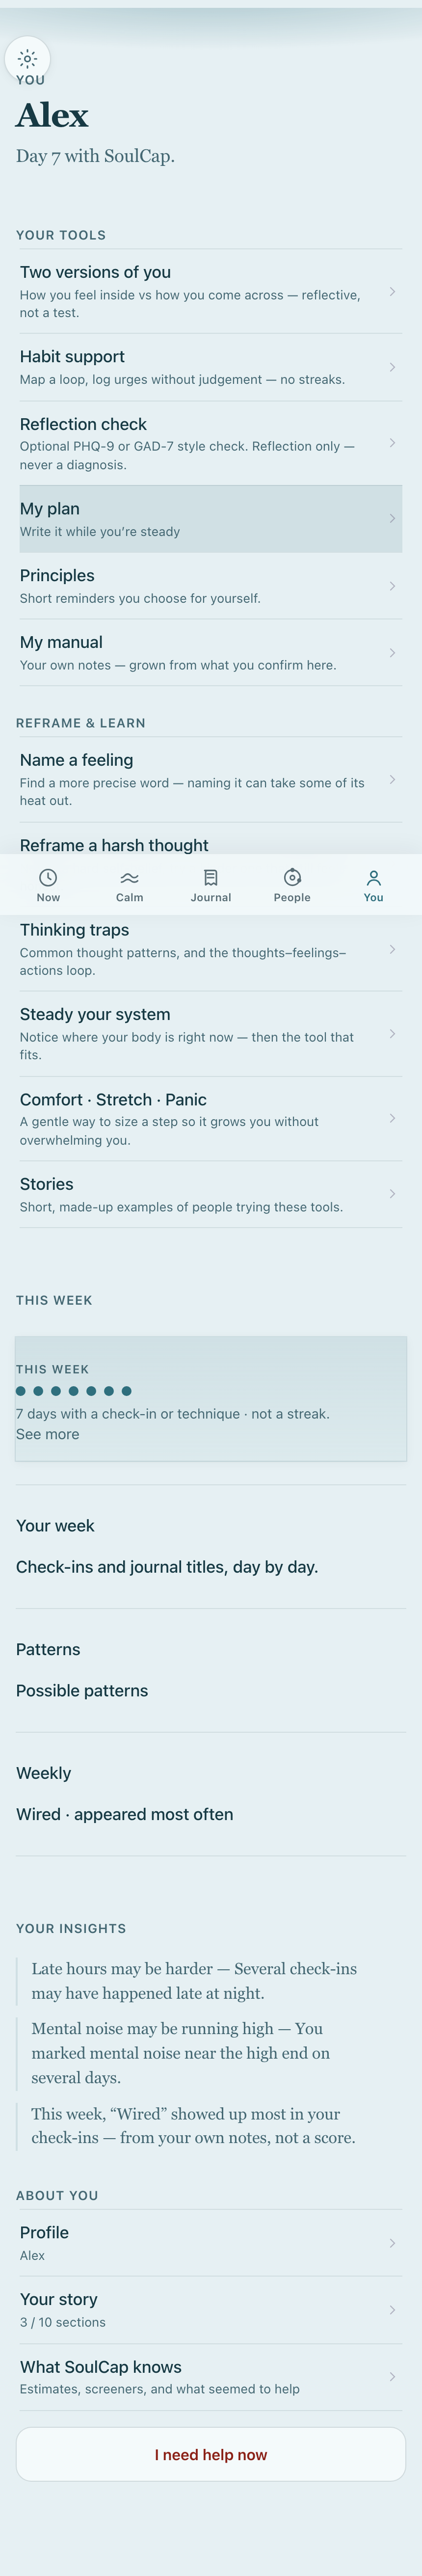 YOU
Alex
Day 7 with SoulCap.
YOUR TOOLS
Two versions of you
How you feel inside vs how you come across — reflective,
not a test.
Habit support
Map a loop, log urges without judgement — no streaks.
Reflection check
Optional PHQ-9 or GAD-7 style check. Reflection only —
never a diagnosis.
My plan
Write it while you’re steady
Principles
Short reminders you choose for yourself.
My manual
Your own notes — grown from what you confirm here.
REFRAME & LEARN
Name a feeling
Find a more precise word — naming it can take some of its
heat out.
Reframe a harsh thought
Now
Calm
Journal
People
You
Thinking traps
Common thought patterns, and the thoughts–feelings–
actions loop.
Steady your system
Notice where your body is right now — then the tool that
fits.
Comfort · Stretch · Panic
A gentle way to size a step so it grows you without
overwhelming you.
Stories
Short, made-up examples of people trying these tools.
THIS WEEK
THIS WEEK
7 days with a check-in or technique · not a streak.
See more
Your week
Check-ins and journal titles, day by day.
Patterns
Possible patterns
Weekly
Wired · appeared most often
YOUR INSIGHTS
Late hours may be harder — Several check-ins
may have happened late at night.
Mental noise may be running high — You
marked mental noise near the high end on
several days.
This week, “Wired” showed up most in your
check-ins — from your own notes, not a score.
ABOUT YOU
Profile
Alex
Your story
3 / 10 sections
What SoulCap knows
Estimates, screeners, and what seemed to help
I need help now